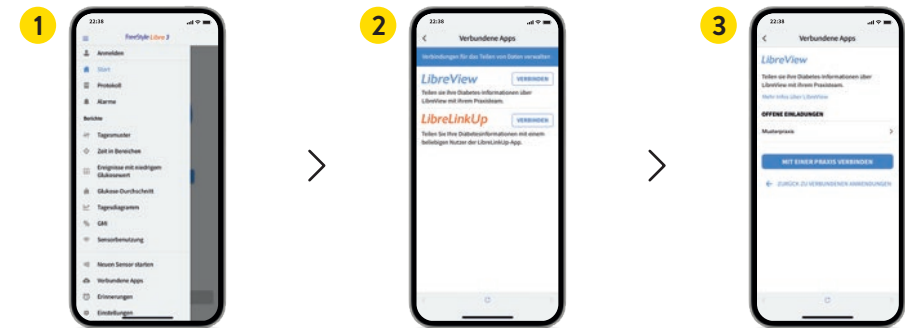 1
22:38
FreeStyle Libre 3
Anmelden
Start
Protokoll
Alarme
Berichte
Tagesmuster
Zeit in Bereichen
Ereignisse mit niedrigem
Glukosewert
Glukose-Durchschnitt
Tagesdiagramm
GMI
Sensorbenutzung
Neuen Sensor starten
Verbundene Apps
Erinnerungen
Einstellungen
2
22:38
Verbundene Apps
Verbindungen für das Teilen von Daten verwalten
LibreView
VERBINDEN
Teilen sie Ihre Diabetes Informationen über
LibreView mit Ihrem Praxisteam.
LibreLinkUp
VERBINDEN
Teilen Sie Ihre Diabetesinformationen mit einem
beliebigen Nutzer der LibreLinkUp-App.
3
22:38
Verbundene Apps
LibreView
Teilen sie Ihre Diabetes Informationen über
LibreView mit Ihrem Praxisteam.
Mehr Infos über LibreView
OFFENE EINLADUNGEN
Musterpraxis
MIT EINER PRAXIS VERBINDEN
ZURÜCK ZU VERBUNDENER ANWENDUNGEN